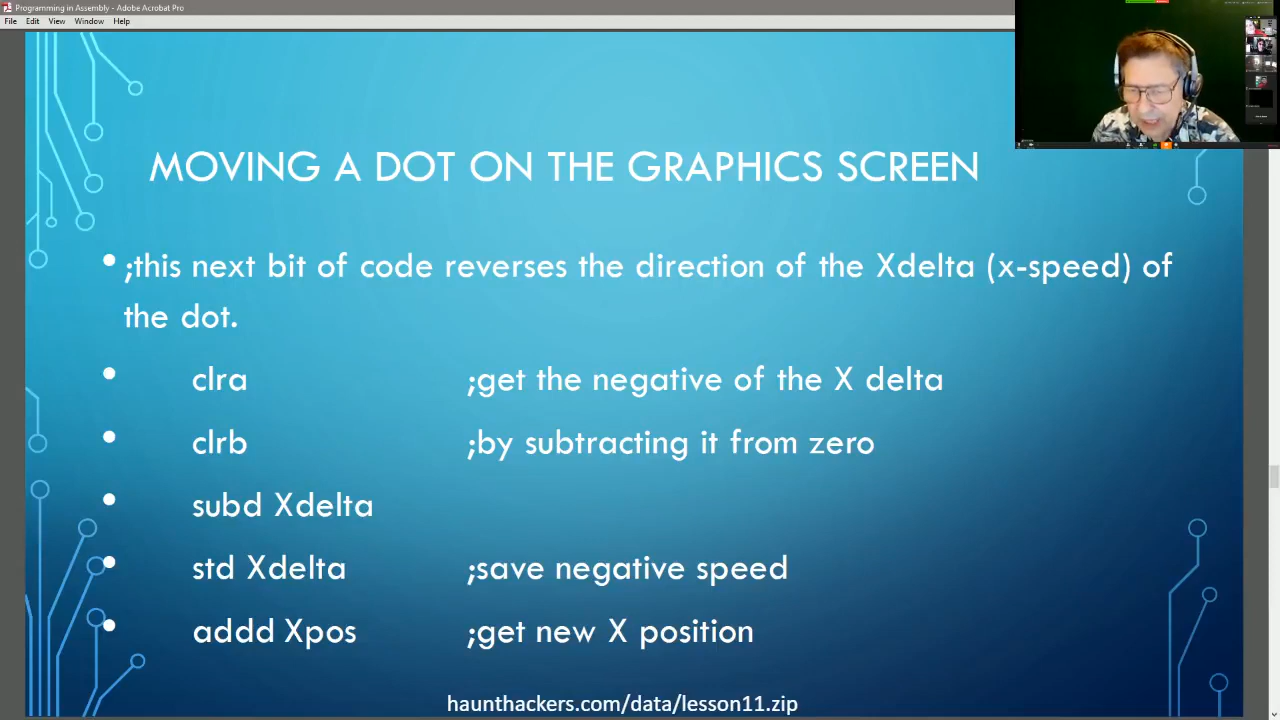 Programming in Assembly - Adobe Acrobat Pro
File Edit View Window Help
MOVING A DOT ON THE GRAPHICS SCREEN
• ;this next bit of code reverses the direction of the Xdelta (x-speed) of
the dot.
• clra ;get the negative of the X delta
• clrb ;by subtracting it from zero
• subd Xdelta
• std Xdelta ;save negative speed
• addd Xpos ;get new X position
haunthackers.com/data/lesson11.zip